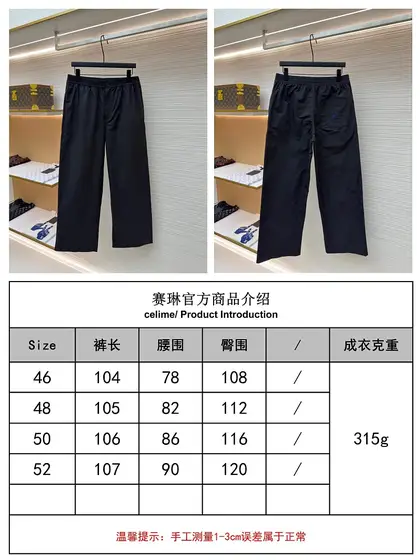 赛琳官方商品介绍
celime/ Product Introduction
Size 裤长 腰围 臀围 / 成衣克重
46 104 78 108 /
48 105 82 112 /
50 106 86 116 /
52 107 90 120 /
/
315g
温馨提示: 手工测量1-3cm误差属于正常